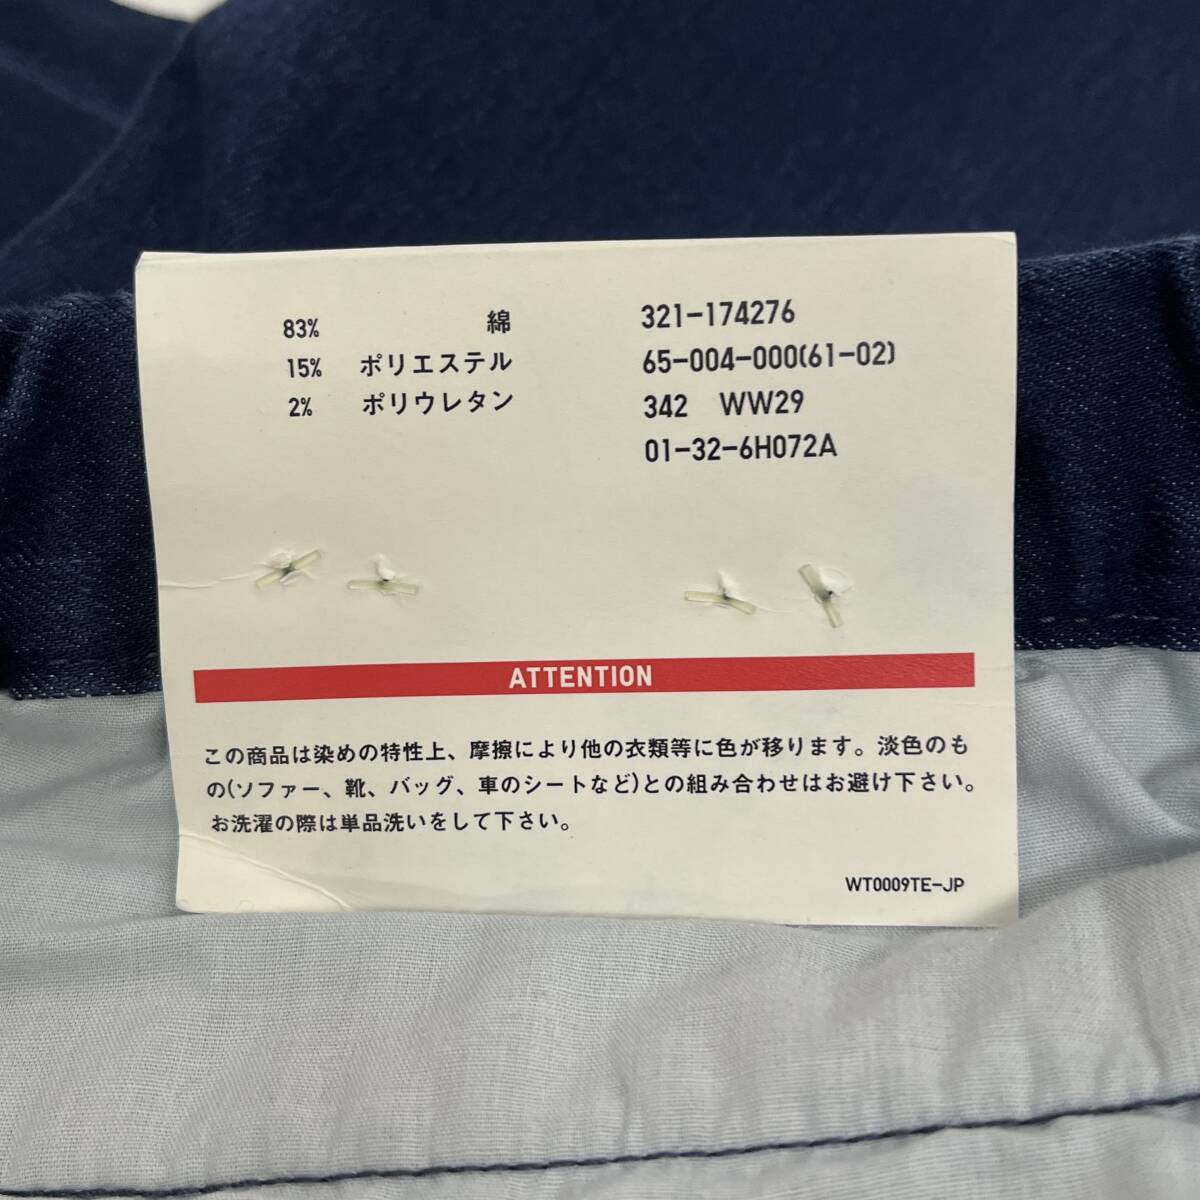 83% 綿
15% ポリエステル
2% ポリウレタン
321-174276
65-004-000(61-02)
342 WW29
01-32-6H072A
ATTENTION
この商品は染めの特性上、摩擦により他の衣類等に色が移ります。淡色のも
の(ソファー、靴、バッグ、車のシートなど)との組み合わせはお避け下さい。
お洗濯の際は単品洗いをして下さい。
WT0009TE-JP